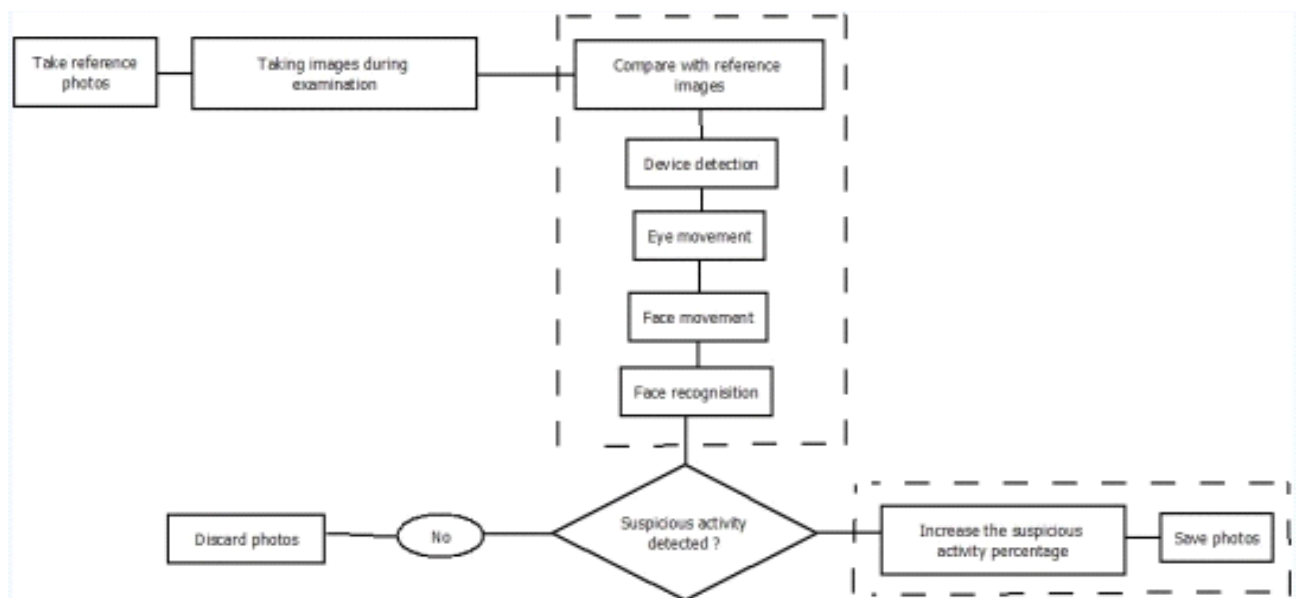 Take reference
photos
Taking images during
examination
Compare with reference
images
Device detection
Eye movement
Face movement
Face recognisition
Suspicious activity
detected ?
No
Discard photos
Increase the suspicious
activity percentage
Save photos